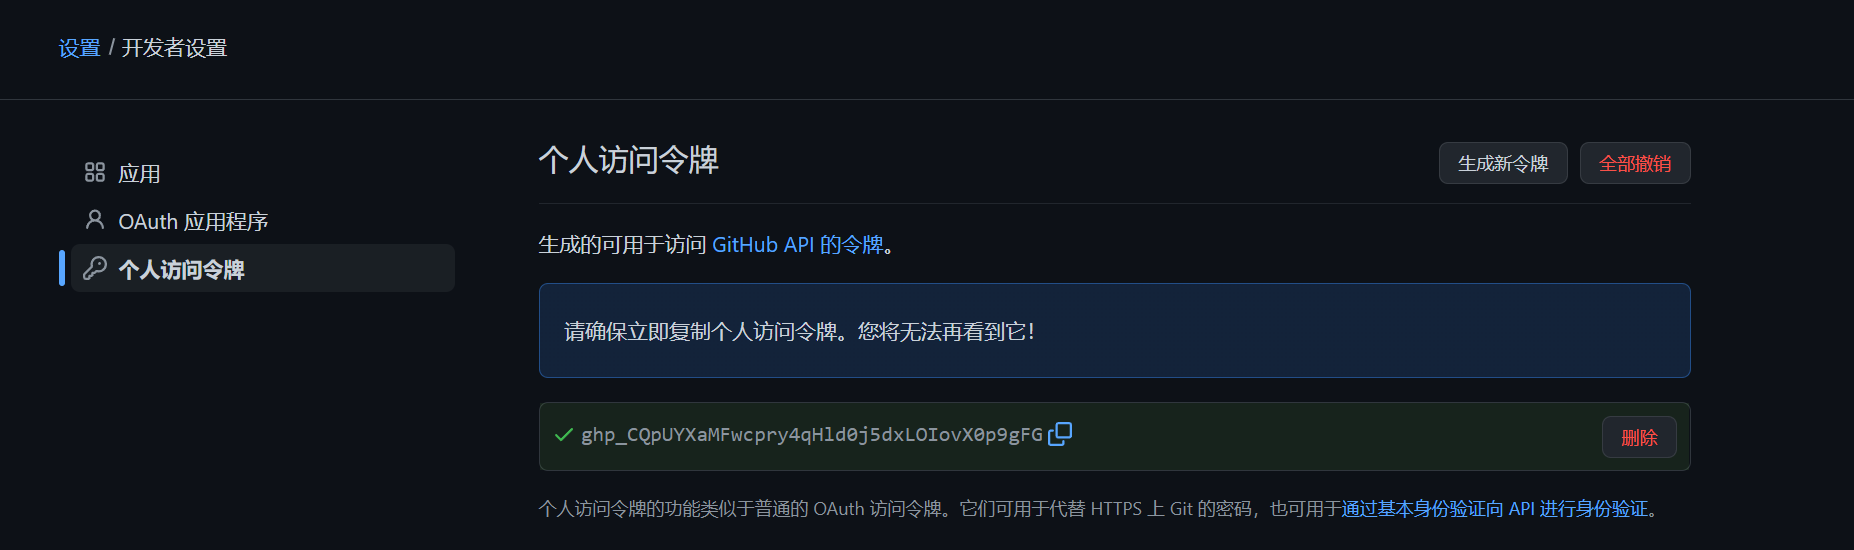 设置 / 开发者设置
应用
OAuth 应用程序
个人访问令牌
个人访问令牌
生成新令牌
全部撤销
生成的可用于访问 GitHub API 的令牌。
请确保立即复制个人访问令牌。您将无法再看到它！
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
删除
个人访问令牌的功能类似于普通的 OAuth 访问令牌。它们可用于代替 HTTPS 上 Git 的密码，也可用于通过基本身份验证向 API 进行身份验证。